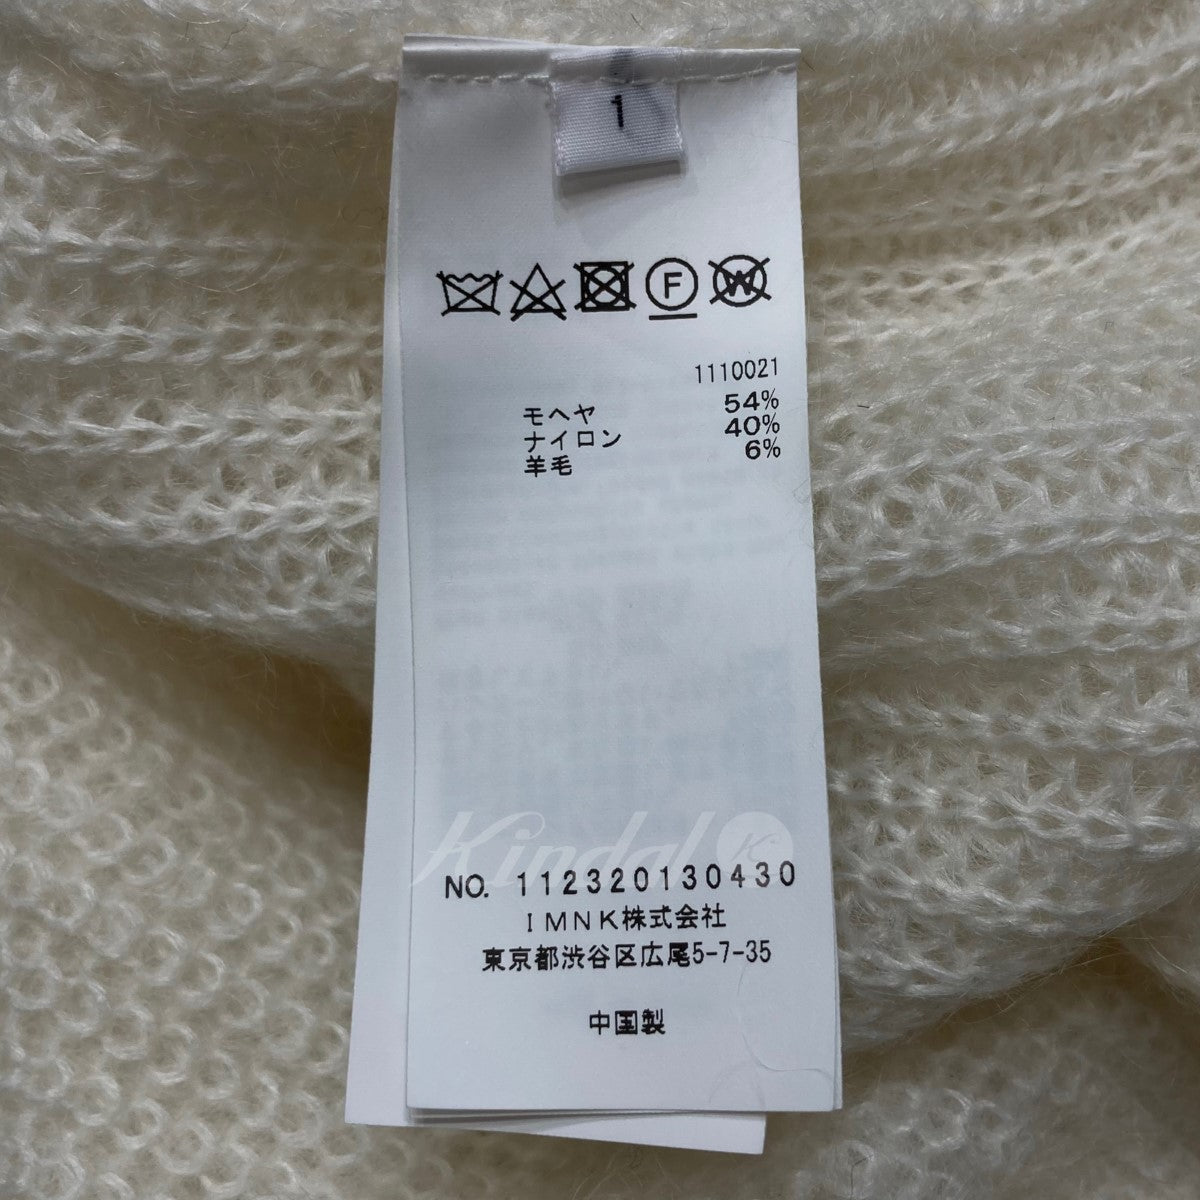 1
F W
1110021
モヘヤ 54%
ナイロン 40%
羊毛 6%
Kindal K
NO. 112320130430
IMNK株式会社
東京都渋谷区広尾5-7-35
中国製